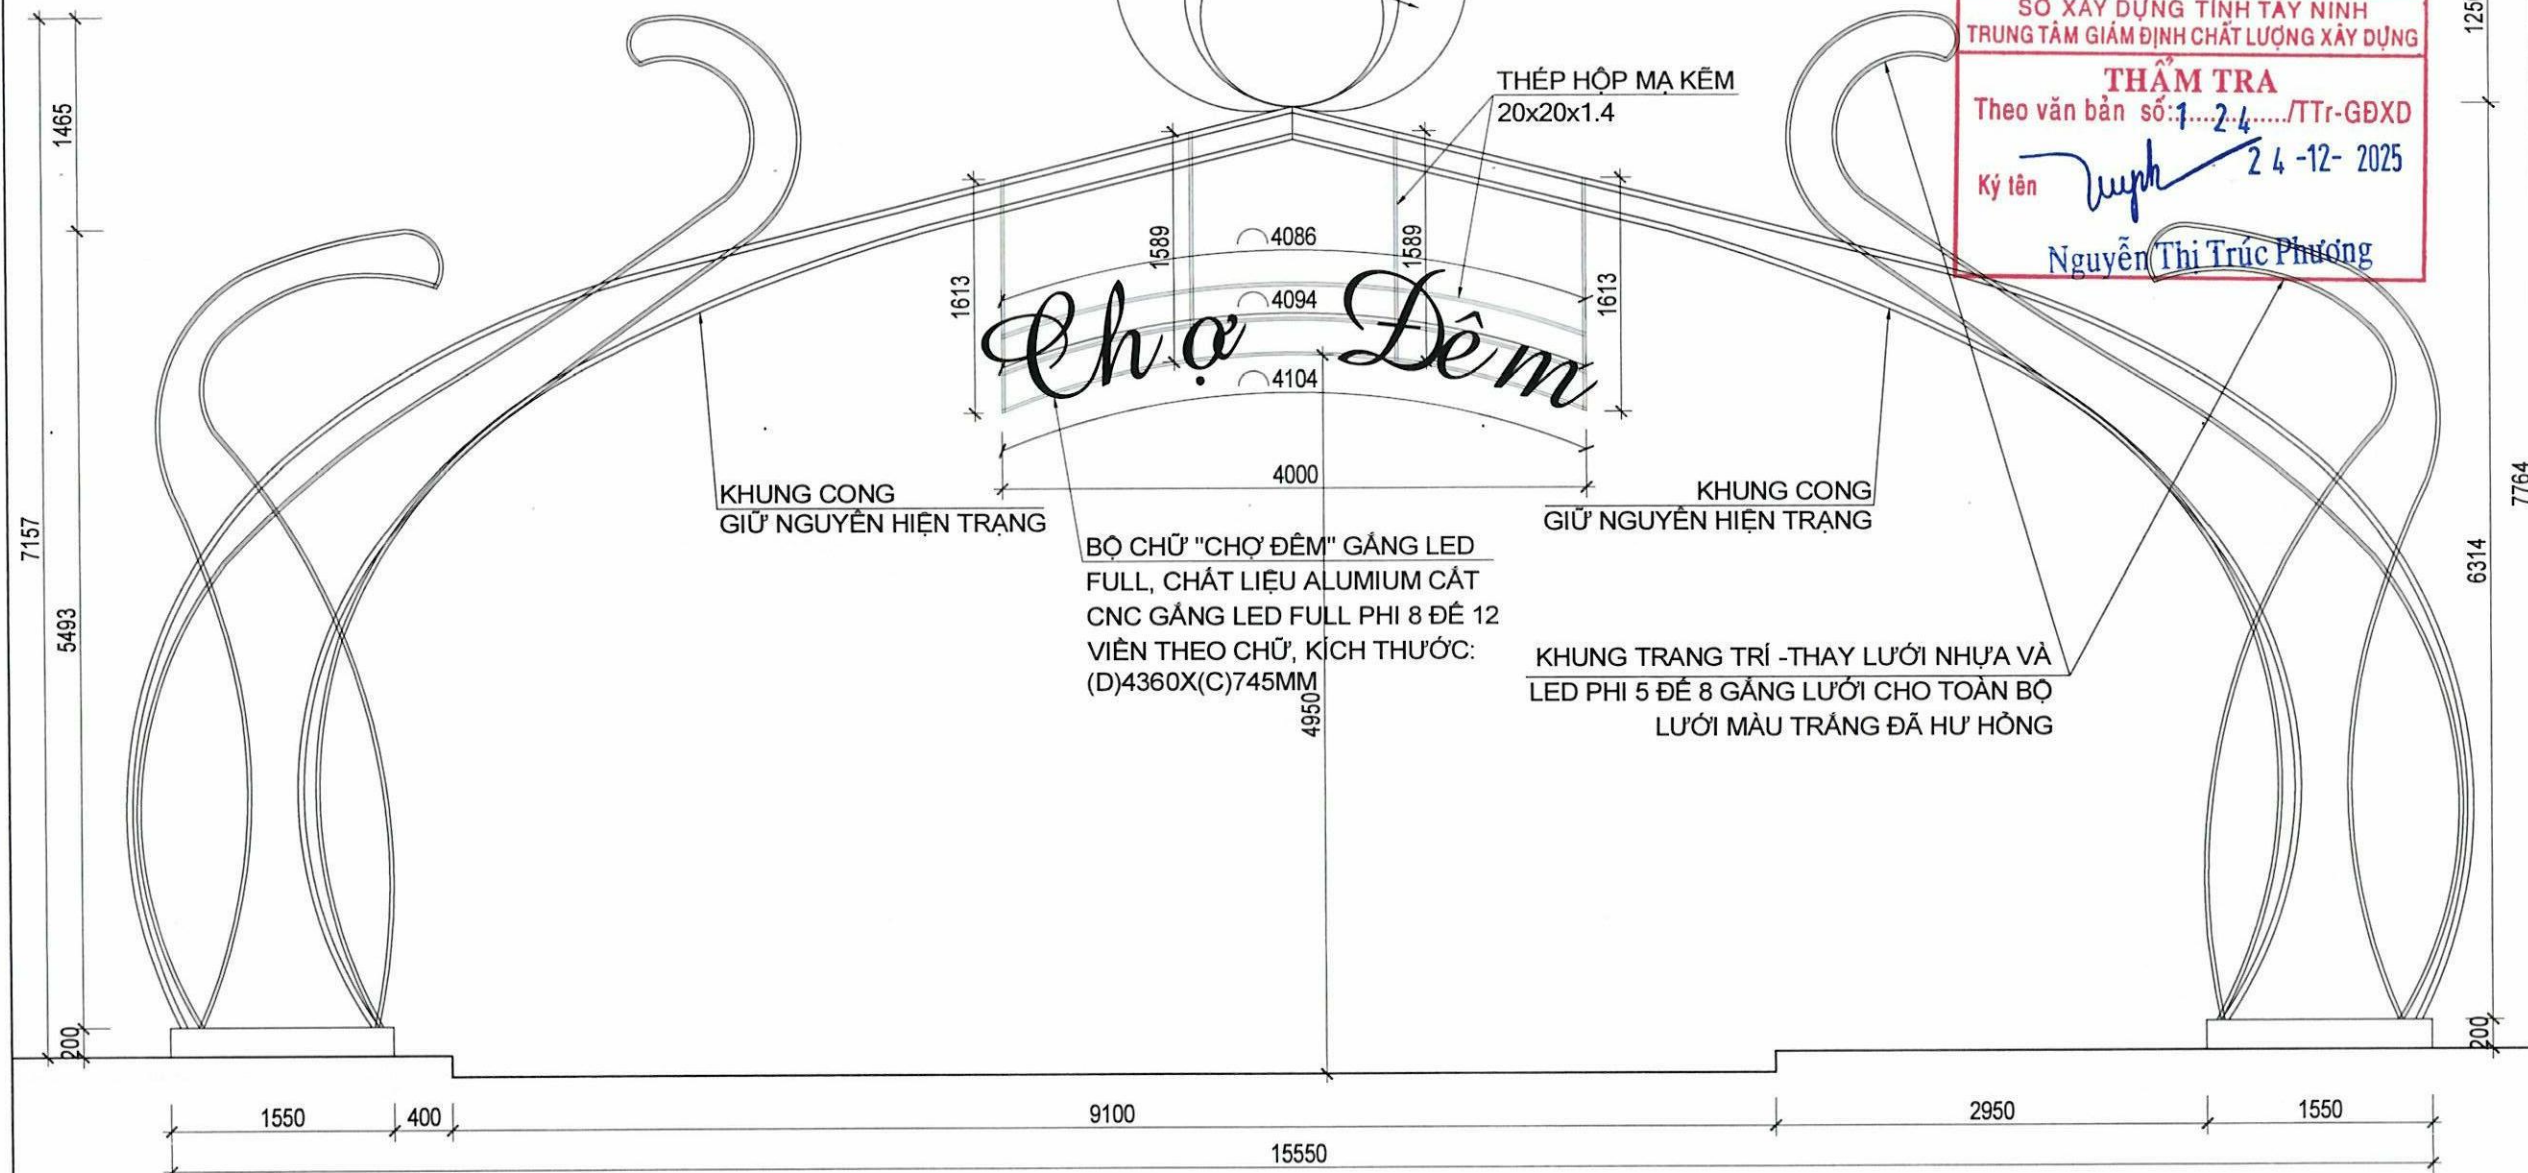 SỞ XÂY DỰNG TỈNH TÂY NINH
TRUNG TÂM GIÁM ĐỊNH CHẤT LƯỢNG XÂY DỰNG
THẨM TRA
Theo văn bản số:1..24../TTr-GĐXD
24-12-2025
Ký tên
Nguyễn Thị Trúc Phương
THÉP HỘP MẠ KẼM
20x20x1.4
1465
7157
5493
200
1613
1589
4086
1589
1613
4094
Chợ Đêm
4104
4000
KHUNG CONG
GIỮ NGUYÊN HIỆN TRẠNG
KHUNG CONG
GIỮ NGUYÊN HIỆN TRẠNG
BỘ CHỮ "CHỢ ĐÊM" GẮNG LED
FULL, CHẤT LIỆU ALUMIUM CẮT
CNC GẮNG LED FULL PHI 8 ĐẾ 12
VIỀN THEO CHỮ, KÍCH THƯỚC:
(D)4360X(C)745MM
4950
KHUNG TRANG TRÍ -THAY LƯỚI NHỰA VÀ
LED PHI 5 ĐẾ 8 GẮNG LƯỚI CHO TOÀN BỘ
LƯỚI MÀU TRẮNG ĐÃ HƯ HỎNG
7764
6314
200
1550
400
9100
2950
1550
15550